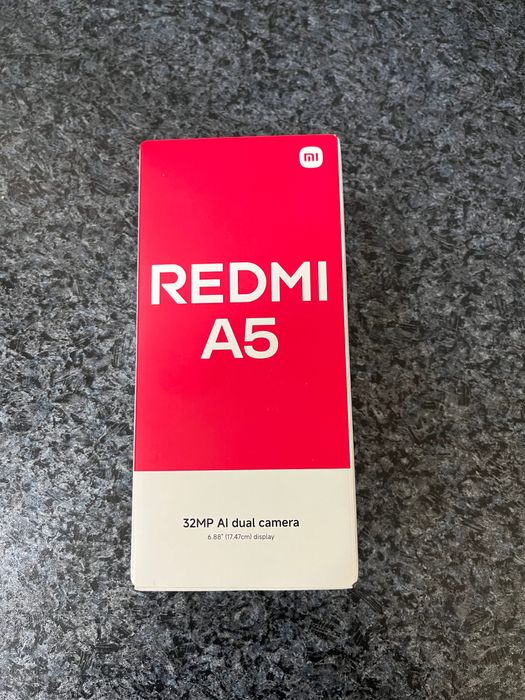 mi
REDMI
A5
32MP AI dual camera
6.88" (17.47cm) display